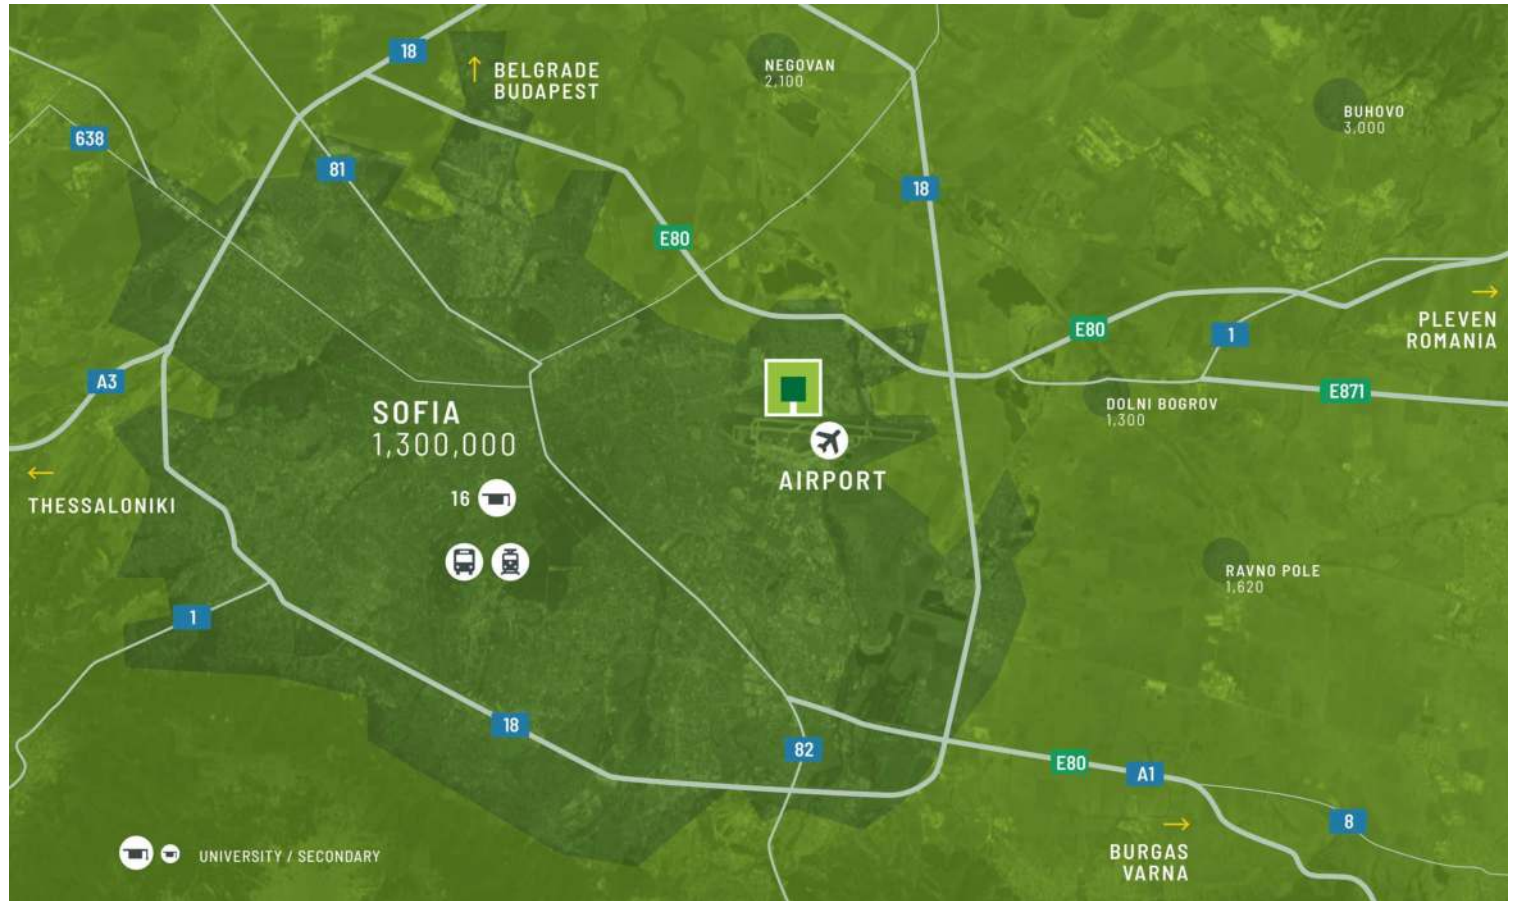 18
BELGRADE
BUDAPEST
NEGOVAN
2,100
BUHOVO
3,000
638
81
18
E80
PLEVEN
ROMANIA
E80
1
A3
E871
SOFIA
1,300,000
DOLNI BOGROV
1,300
AIRPORT
THESSALONIKI
16
RAVNO POLE
1,620
1
18
82
E80
A1
8
BURGAS
VARNA
UNIVERSITY / SECONDARY